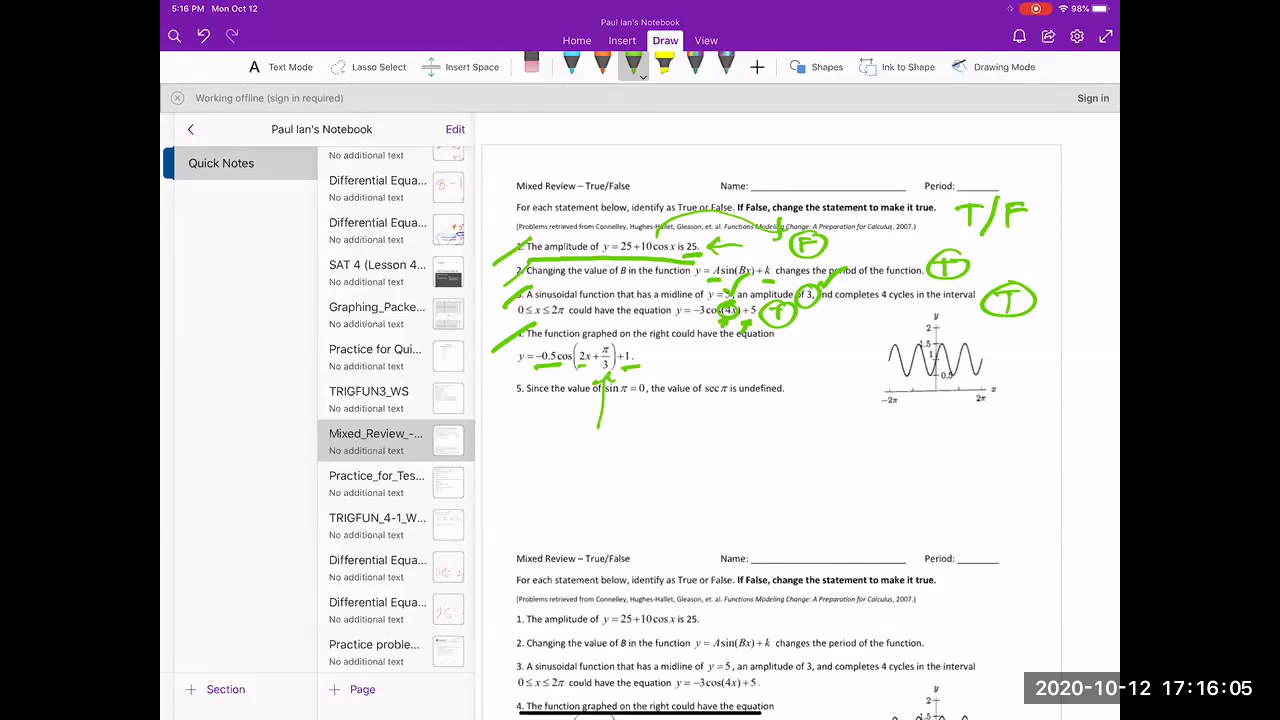 5:16 PM Mon Oct 12
98%
Paul Ian's Notebook
Home Insert Draw View
Text Mode Lasso Select Insert Space Shapes Ink to Shape Drawing Mode
Working offline (sign in required) Sign in
Paul Ian's Notebook Edit
Quick Notes
No additional text
Differential Equa...
No additional text
Differential Equa...
No additional text
SAT 4 (Lesson 4...
No additional text
Graphing_Packe...
No additional text
Practice for Qui...
No additional text
TRIGFUN3_WS
No additional text
Mixed_Review_-...
No additional text
Practice_for_Tes...
No additional text
TRIGFUN_4-1_W...
No additional text
Differential Equa...
No additional text
Differential Equa...
No additional text
Practice proble...
No additional text
+ Section + Page
Mixed Review – True/False Name: Period:
For each statement below, identify as True or False. If False, change the statement to make it true. T/F
[Problems retrieved from Connelley, Hughes-Hallet, Gleason, et. al. Functions Modeling Change: A Preparation for Calculus, 2007.]
1. The amplitude of y = 25+10cos x is 25. F
2. Changing the value of B in the function y = Asin(Bx)+k changes the period of the function. T
3. A sinusoidal function that has a midline of y = 5, an amplitude of 3, and completes 4 cycles in the interval T
0 ≤ x ≤ 2π could have the equation y = −3cos(4x)+5 T
4. The function graphed on the right could have the equation
y = −0.5cos(2x + π/3)+1.
5. Since the value of sin π = 0, the value of sec π is undefined.
y
2
1.5
1
0.5
x
−2π 2π
Mixed Review – True/False Name: Period:
For each statement below, identify as True or False. If False, change the statement to make it true.
[Problems retrieved from Connelley, Hughes-Hallet, Gleason, et. al. Functions Modeling Change: A Preparation for Calculus, 2007.]
1. The amplitude of y = 25+10cos x is 25.
2. Changing the value of B in the function y = Asin(Bx)+k changes the period of the function.
3. A sinusoidal function that has a midline of y = 5, an amplitude of 3, and completes 4 cycles in the interval
0 ≤ x ≤ 2π could have the equation y = −3cos(4x)+5.
4. The function graphed on the right could have the equation
y
2
1.5
2020-10-12 17:16:05